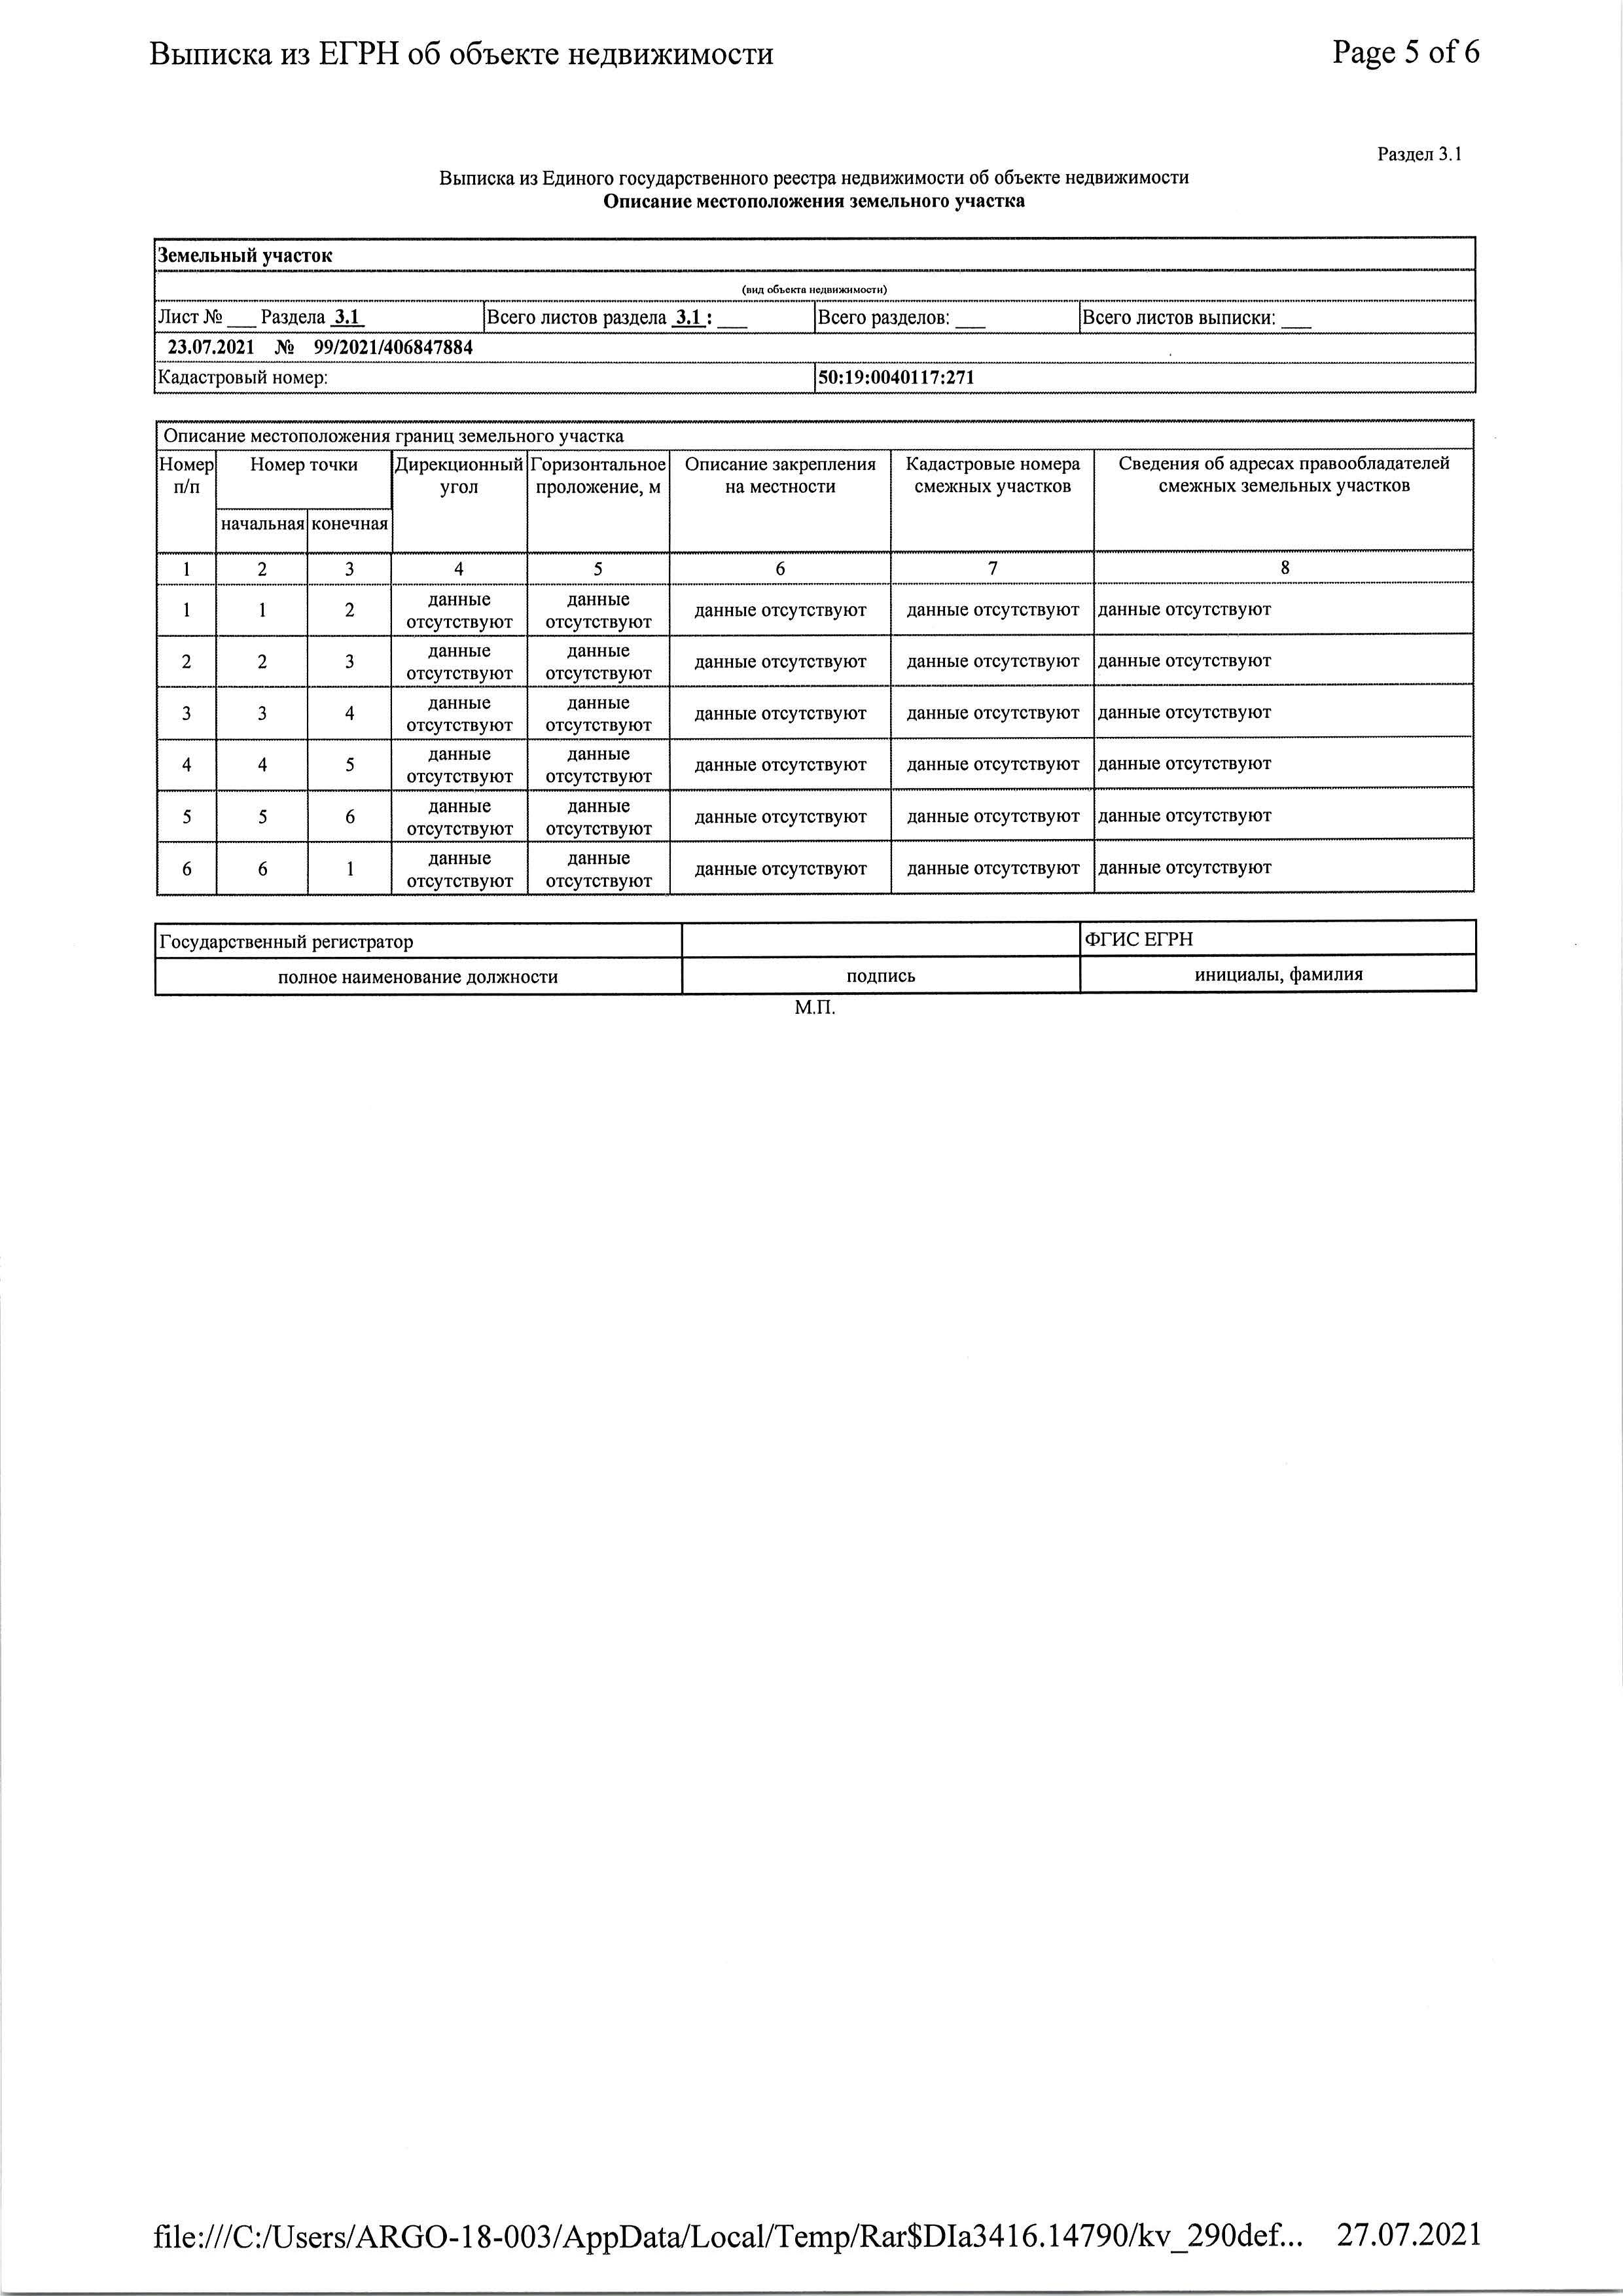 Выписка из ЕГРН об объекте недвижимости Page 5 of 6
Раздел 3.1
Выписка из Единого государственного реестра недвижимости об объекте недвижимости
Описание местоположения земельного участка
Земельный участок
(вид объекта недвижимости)
Лист № ___ Раздела 3.1 Всего листов раздела 3.1 : ___ Всего разделов: ___ Всего листов выписки: ___
23.07.2021 № 99/2021/406847884
Кадастровый номер: 50:19:0040117:271
Описание местоположения границ земельного участка
Номер Номер точки Дирекционный Горизонтальное Описание закрепления Кадастровые номера Сведения об адресах правообладателей
п/п угол проложение, м на местности смежных участков смежных земельных участков
начальная конечная
1 2 3 4 5 6 7 8
данные данные
1 1 2 данные отсутствуют данные отсутствуют данные отсутствуют
отсутствуют отсутствуют
данные данные
2 2 3 данные отсутствуют данные отсутствуют данные отсутствуют
отсутствуют отсутствуют
данные данные
3 3 4 данные отсутствуют данные отсутствуют данные отсутствуют
отсутствуют отсутствуют
данные данные
4 4 5 данные отсутствуют данные отсутствуют данные отсутствуют
отсутствуют отсутствуют
данные данные
5 5 6 данные отсутствуют данные отсутствуют данные отсутствуют
отсутствуют отсутствуют
данные данные
6 6 1 данные отсутствуют данные отсутствуют данные отсутствуют
отсутствуют отсутствуют
Государственный регистратор ФГИС ЕГРН
полное наименование должности подпись инициалы, фамилия
М.П.
file:///C:/Users/ARGO-18-003/AppData/Local/Temp/Rar$DIa3416.14790/kv_290def... 27.07.2021